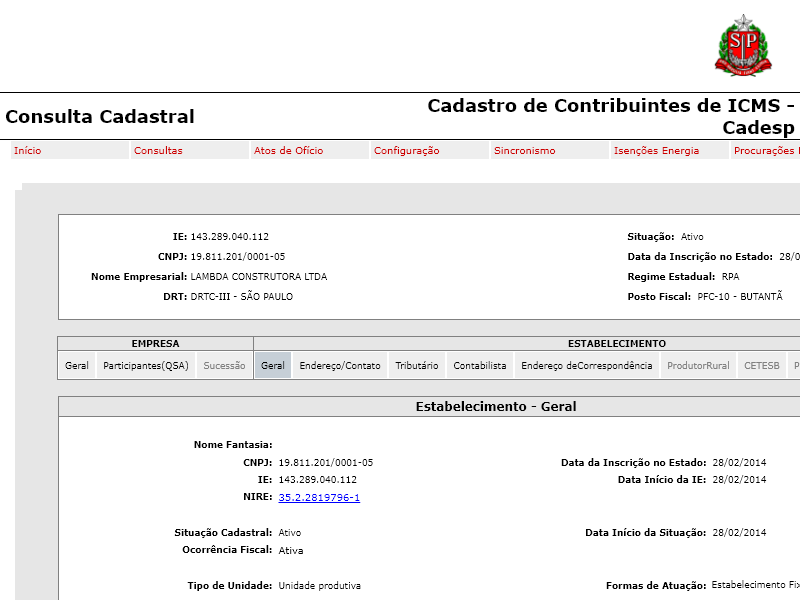 Consulta Cadastral
Cadastro de Contribuintes de ICMS -
Cadesp
Início Consultas Atos de Ofício Configuração Sincronismo Isenções Energia Procurações
IE: 143.289.040.112 Situação: Ativo
CNPJ: 19.811.201/0001-05 Data da Inscrição no Estado: 28/0
Nome Empresarial: LAMBDA CONSTRUTORA LTDA Regime Estadual: RPA
DRT: DRTC-III - SÃO PAULO Posto Fiscal: PFC-10 - BUTANTÃ
EMPRESA ESTABELECIMENTO
Geral Participantes(QSA) Sucessão Geral Endereço/Contato Tributário Contabilista Endereço deCorrespondência ProdutorRural CETESB P
Estabelecimento - Geral
Nome Fantasia:
CNPJ: 19.811.201/0001-05 Data da Inscrição no Estado: 28/02/2014
IE: 143.289.040.112 Data Início da IE: 28/02/2014
NIRE: 35.2.2819796-1
Situação Cadastral: Ativo Data Início da Situação: 28/02/2014
Ocorrência Fiscal: Ativa
Tipo de Unidade: Unidade produtiva Formas de Atuação: Estabelecimento Fix